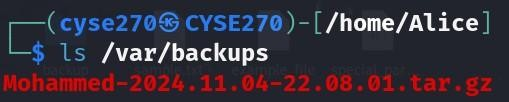 ┌──(cyse270㉿CYSE270)-[/home/Alice]
└─$ ls /var/backups
Mohammed-2024.11.04-22.08.01.tar.gz